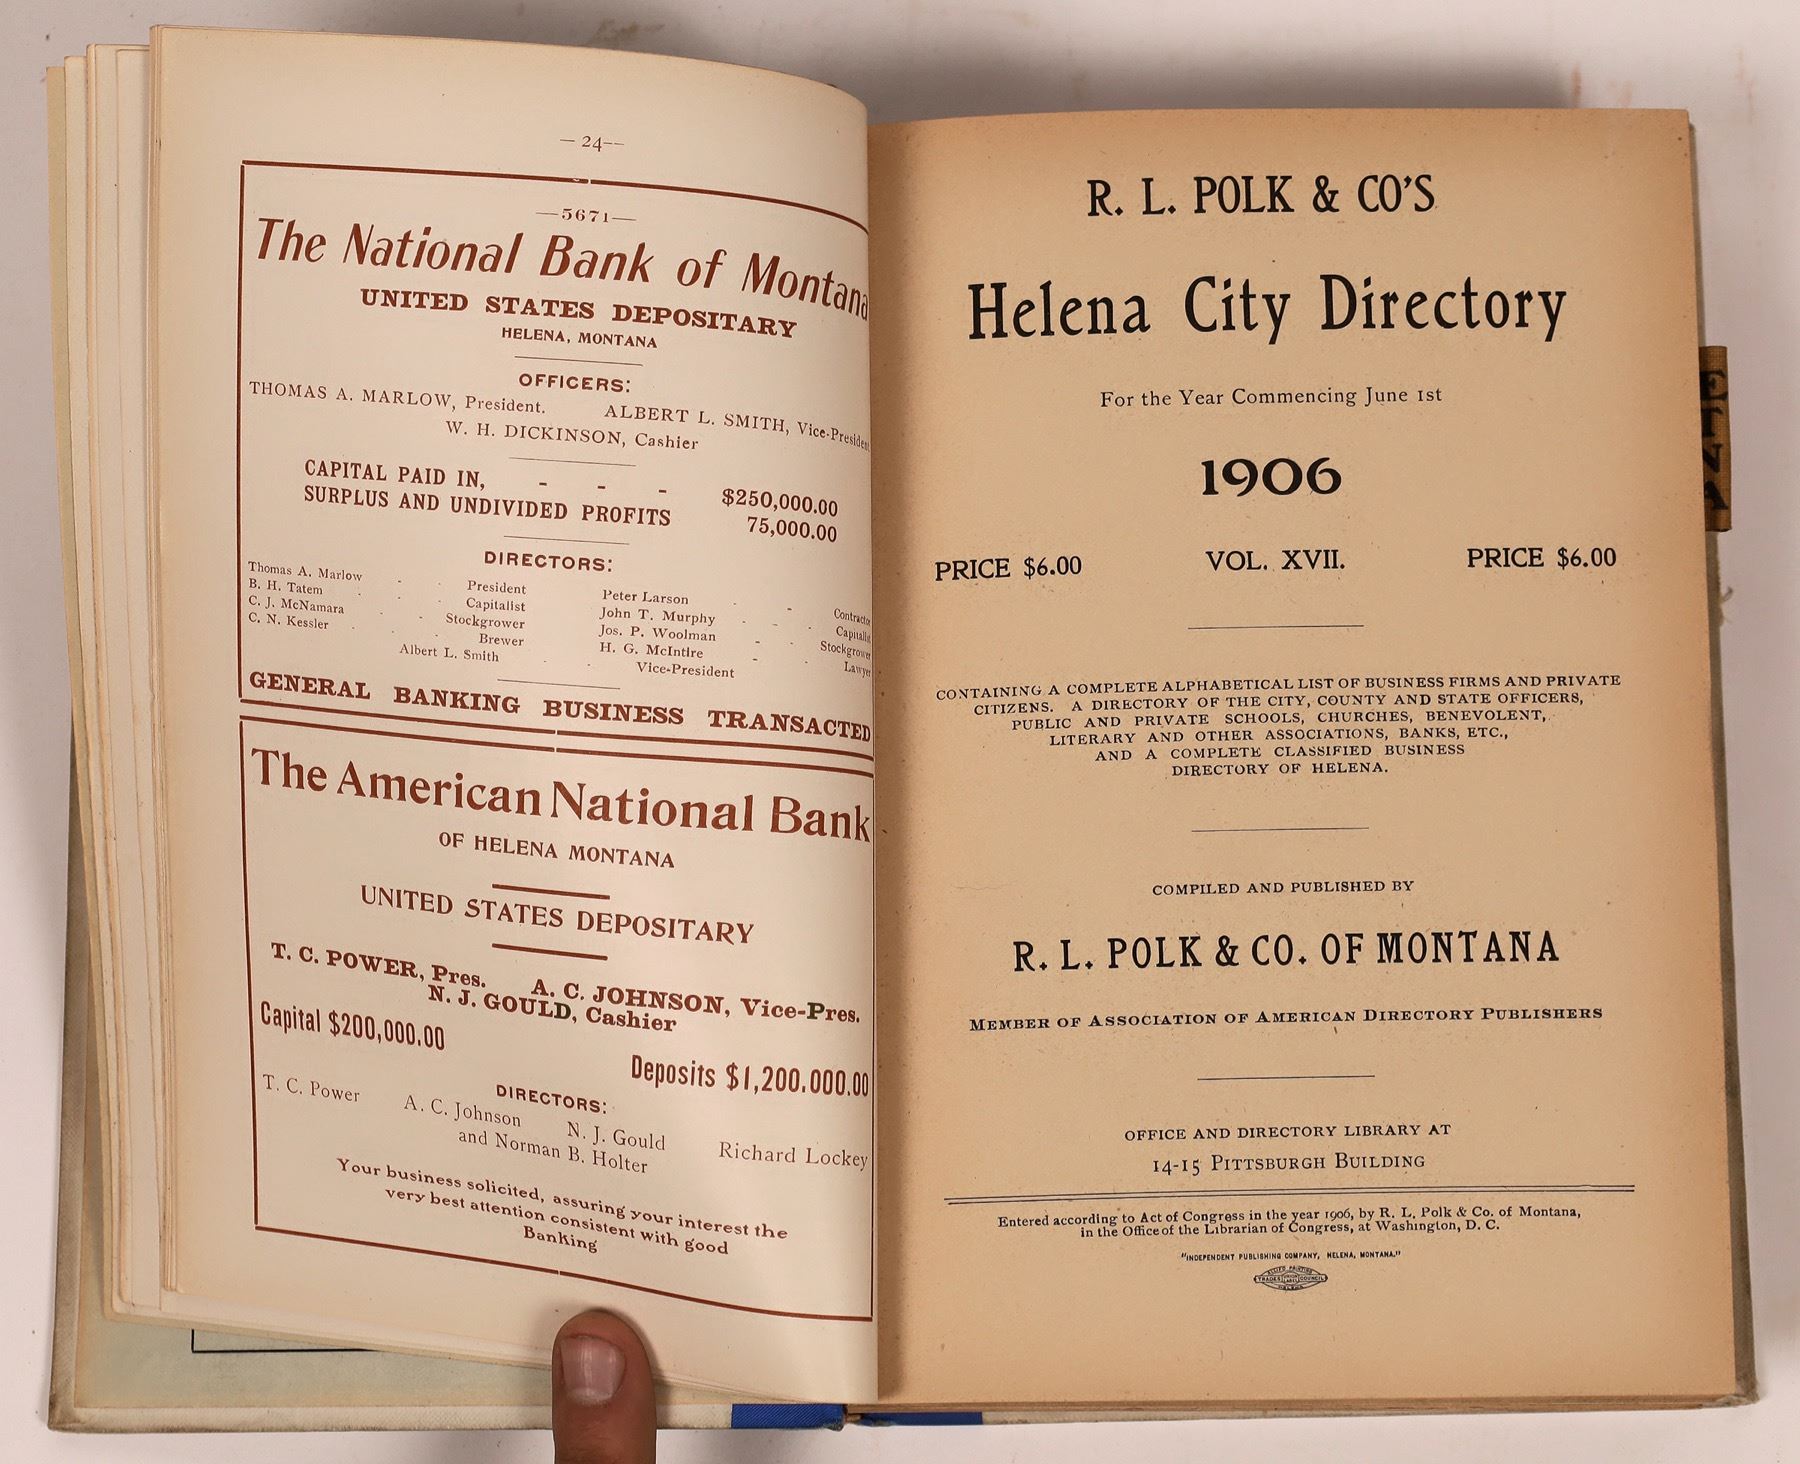 —24—
—5671—
The National Bank of Montana
UNITED STATES DEPOSITARY
HELENA, MONTANA
OFFICERS:
THOMAS A. MARLOW, President. ALBERT L. SMITH, Vice-President
W. H. DICKINSON, Cashier
CAPITAL PAID IN, - - - $250,000.00
SURPLUS AND UNDIVIDED PROFITS 75,000.00
DIRECTORS:
Thomas A. Marlow - - President
B. H. Tatem - - Capitalist
C. J. McNamara - - Stockgrower
C. N. Kessler - - Brewer
Peter Larson - - Contractor
John T. Murphy - - - Capitalist
Jos. P. Woolman - - Stockgrower
H. G. McIntire - - Lawyer
Albert L. Smith - - Vice-President
GENERAL BANKING BUSINESS TRANSACTED
The American National Bank
OF HELENA MONTANA
UNITED STATES DEPOSITARY
T. C. POWER, Pres. A. C. JOHNSON, Vice-Pres.
N. J. GOULD, Cashier
Capital $200,000.00
Deposits $1,200.000.00
DIRECTORS:
T. C. Power A. C. Johnson N. J. Gould Richard Lockey
and Norman B. Holter
Your business solicited, assuring your interest the
very best attention consistent with good
Banking
R. L. POLK & CO'S
Helena City Directory
For the Year Commencing June 1st
1906
PRICE $6.00 VOL. XVII. PRICE $6.00
CONTAINING A COMPLETE ALPHABETICAL LIST OF BUSINESS FIRMS AND PRIVATE
CITIZENS. A DIRECTORY OF THE CITY, COUNTY AND STATE OFFICERS,
PUBLIC AND PRIVATE SCHOOLS, CHURCHES, BENEVOLENT,
LITERARY AND OTHER ASSOCIATIONS, BANKS, ETC.,
AND A COMPLETE CLASSIFIED BUSINESS
DIRECTORY OF HELENA.
COMPILED AND PUBLISHED BY
R. L. POLK & CO. OF MONTANA
MEMBER OF ASSOCIATION OF AMERICAN DIRECTORY PUBLISHERS
OFFICE AND DIRECTORY LIBRARY AT
14-15 PITTSBURGH BUILDING
Entered according to Act of Congress in the year 1906, by R. L. Polk & Co. of Montana,
in the Office of the Librarian of Congress, at Washington, D. C.
"INDEPENDENT PUBLISHING COMPANY, HELENA, MONTANA."
ALLIED PRINTING
TRADES UNION LABEL COUNCIL
HELENA